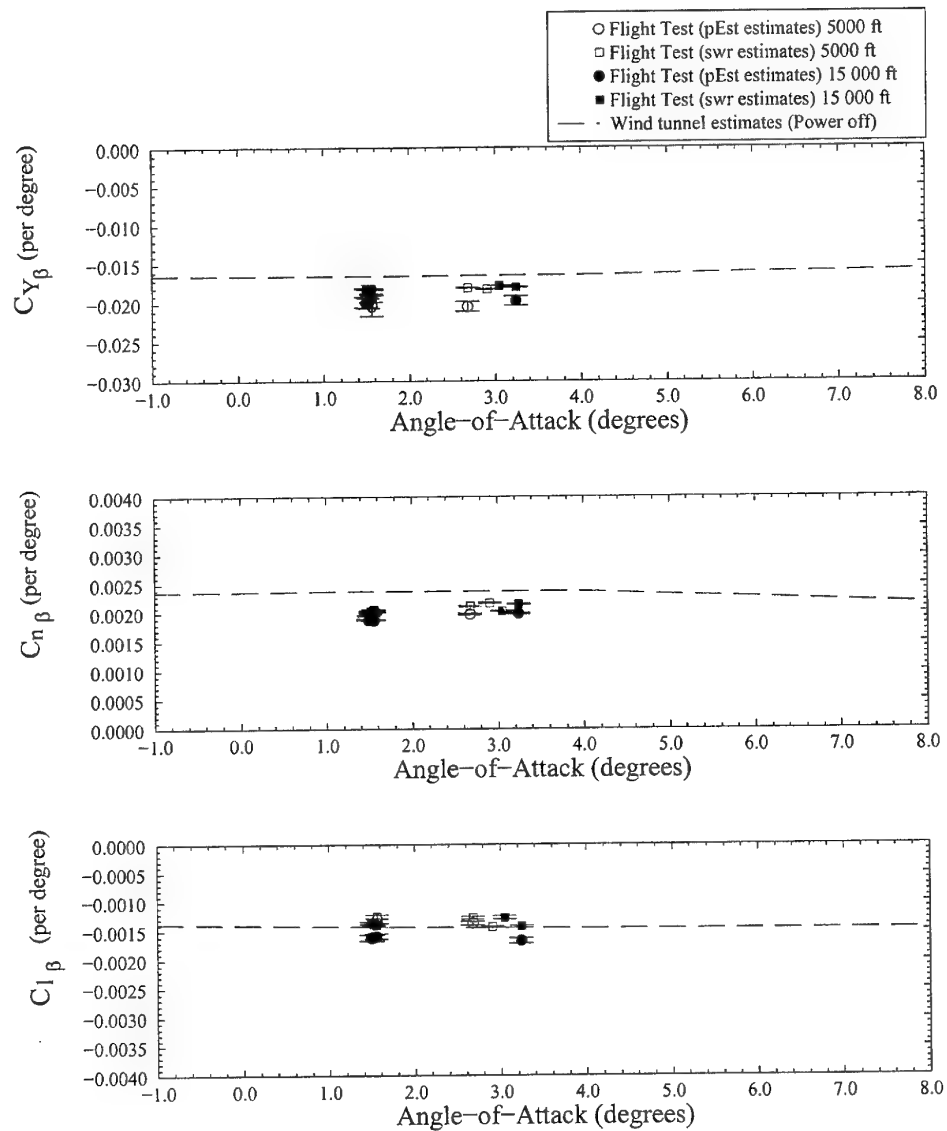 Flight Test (pEst estimates) 5000 ft
Flight Test (swr estimates) 5000 ft
Flight Test (pEst estimates) 15 000 ft
Flight Test (swr estimates) 15 000 ft
Wind tunnel estimates (Power off)
CYβ (per degree)
0.000
−0.005
−0.010
−0.015
−0.020
−0.025
−0.030
−1.0 0.0 1.0 2.0 3.0 4.0 5.0 6.0 7.0 8.0
Angle−of−Attack (degrees)
Cnβ (per degree)
0.0040
0.0035
0.0030
0.0025
0.0020
0.0015
0.0010
0.0005
0.0000
−1.0 0.0 1.0 2.0 3.0 4.0 5.0 6.0 7.0 8.0
Angle−of−Attack (degrees)
C1β (per degree)
0.0000
−0.0005
−0.0010
−0.0015
−0.0020
−0.0025
−0.0030
−0.0035
−0.0040
−1.0 0.0 1.0 2.0 3.0 4.0 5.0 6.0 7.0 8.0
Angle−of−Attack (degrees)